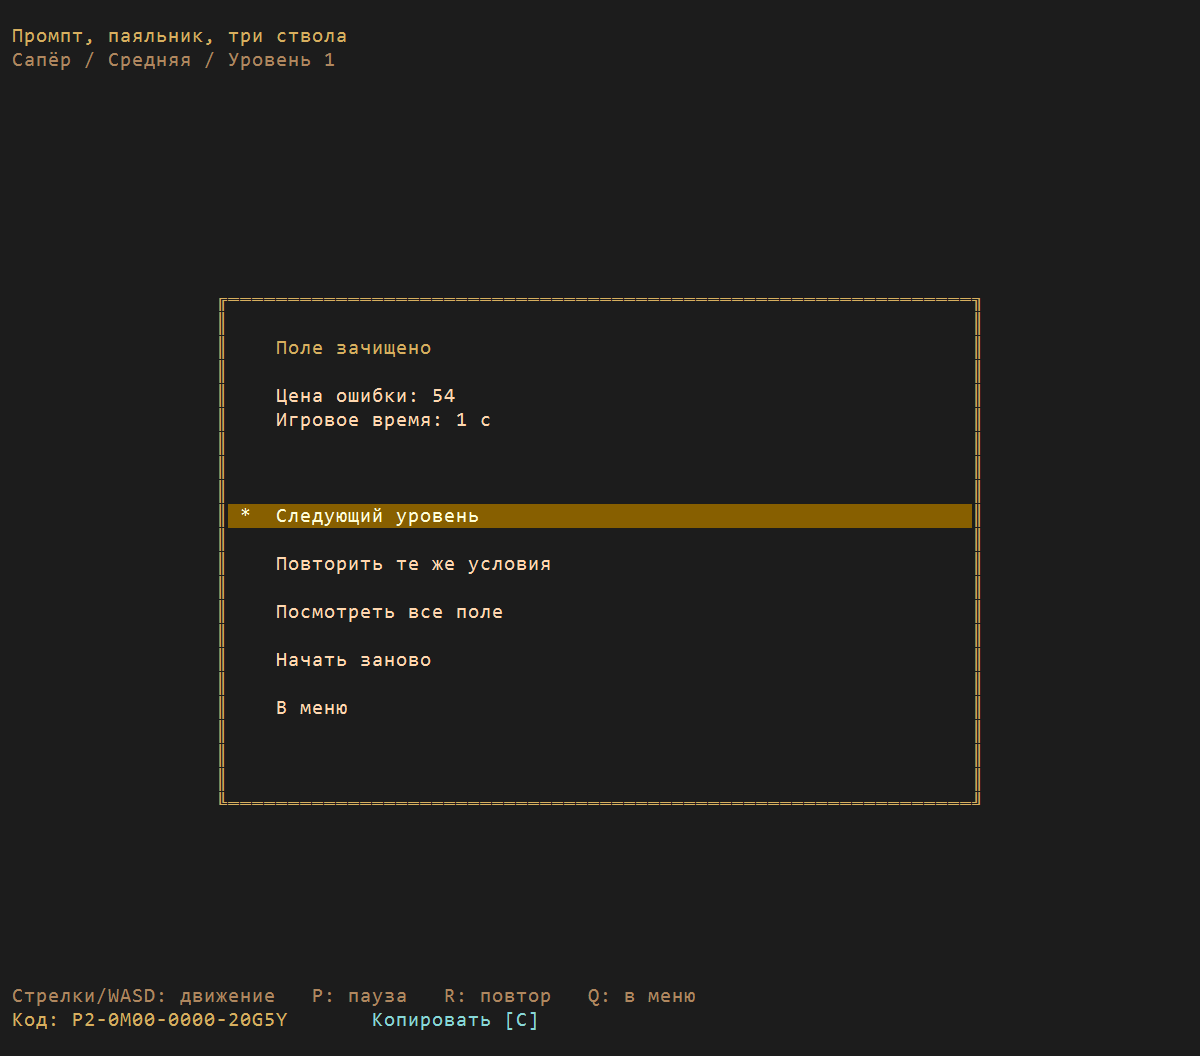 Промпт, паяльник, три ствола
Сапёр / Средняя / Уровень 1
Поле зачищено
Цена ошибки: 54
Игровое время: 1 с
* Следующий уровень
Повторить те же условия
Посмотреть все поле
Начать заново
В меню
Стрелки/WASD: движение P: пауза R: повтор Q: в меню
Код: P2-0M00-0000-20G5Y Копировать [C]